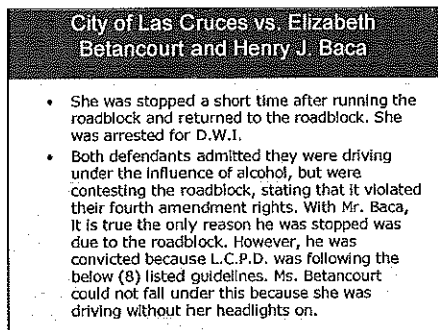 City of Las Cruces vs. Elizabeth
Betancourt and Henry J. Baca
• She was stopped a short time after running the
roadblock and returned to the roadblock. She
was arrested for D.W.I.
• Both defendants admitted they were driving
under the influence of alcohol, but were
contesting the roadblock, stating that it violated
their fourth amendment rights. With Mr. Baca,
it is true the only reason he was stopped was
due to the roadblock. However, he was
convicted because L.C.P.D. was following the
below (8) listed guidelines. Ms. Betancourt
could not fall under this because she was
driving without her headlights on.